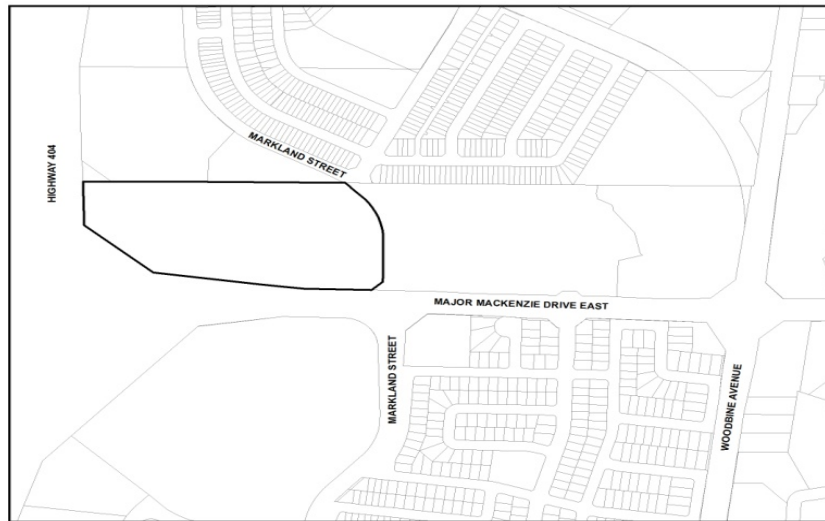 MARKLAND STREET
HIGHWAY 404
MAJOR MACKENZIE DRIVE EAST
MARKLAND STREET
WOODBINE AVENUE